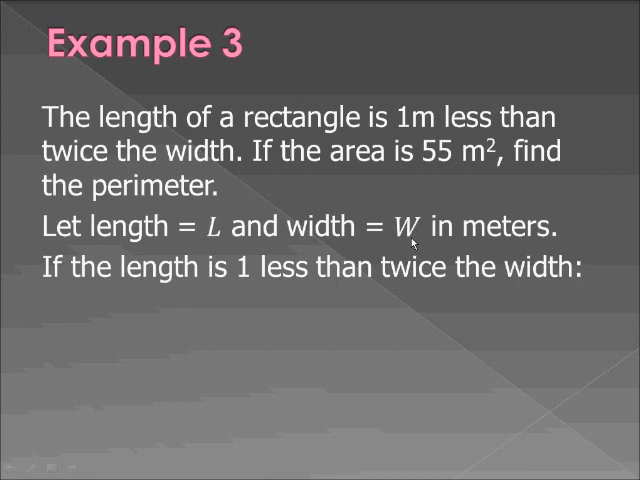 Example 3
The length of a rectangle is 1m less than
twice the width. If the area is 55 m², find
the perimeter.
Let length = L and width = W in meters.
If the length is 1 less than twice the width: